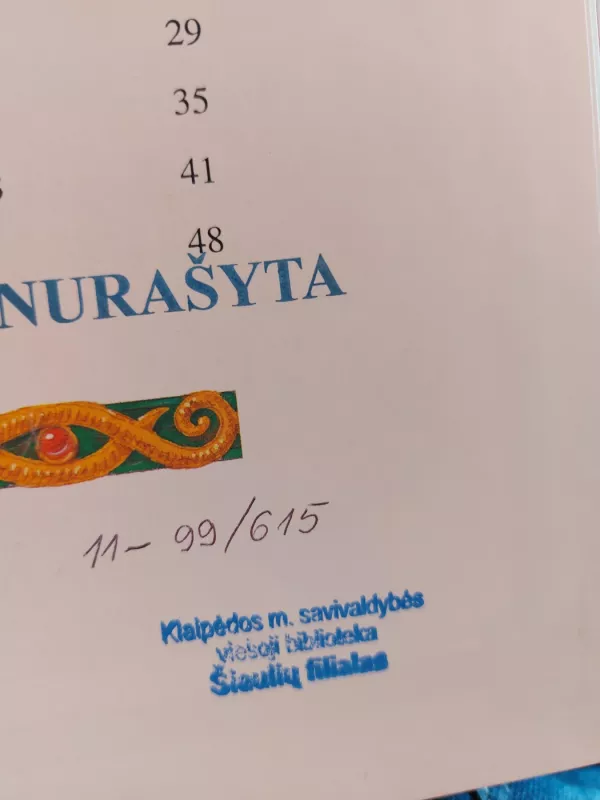 29
35
41
48
NURAŠYTA
11- 99/615
Klaipėdos m. savivaldybės
viešoji biblioteka
Šiaulių filialas